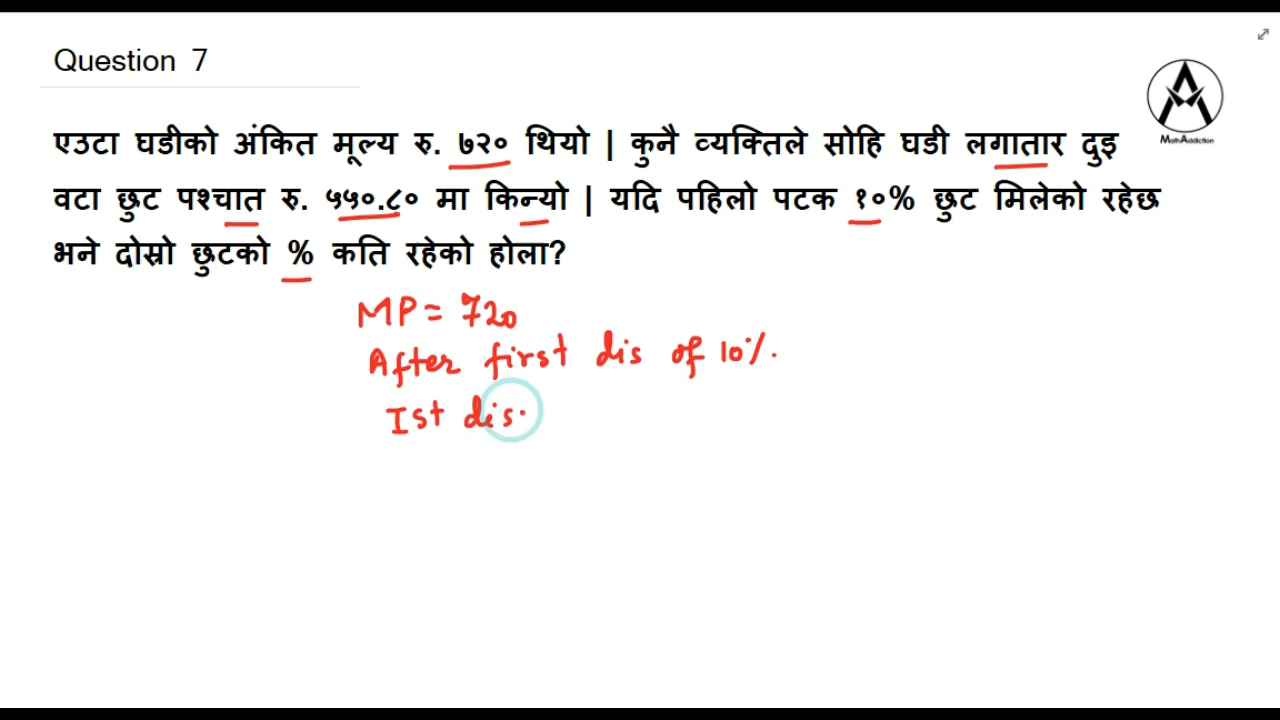 Question 7
MathAddiction
एउटा घडीको अंकित मूल्य रु. ७२० थियो | कुनै व्यक्तिले सोहि घडी लगातार दुइ
वटा छुट पश्चात रु. ५५०.८० मा किन्यो | यदि पहिलो पटक १०% छुट मिलेको रहेछ
भने दोस्रो छुटको % कति रहेको होला?
MP = 720
After first dis of 10%.
Ist dis.